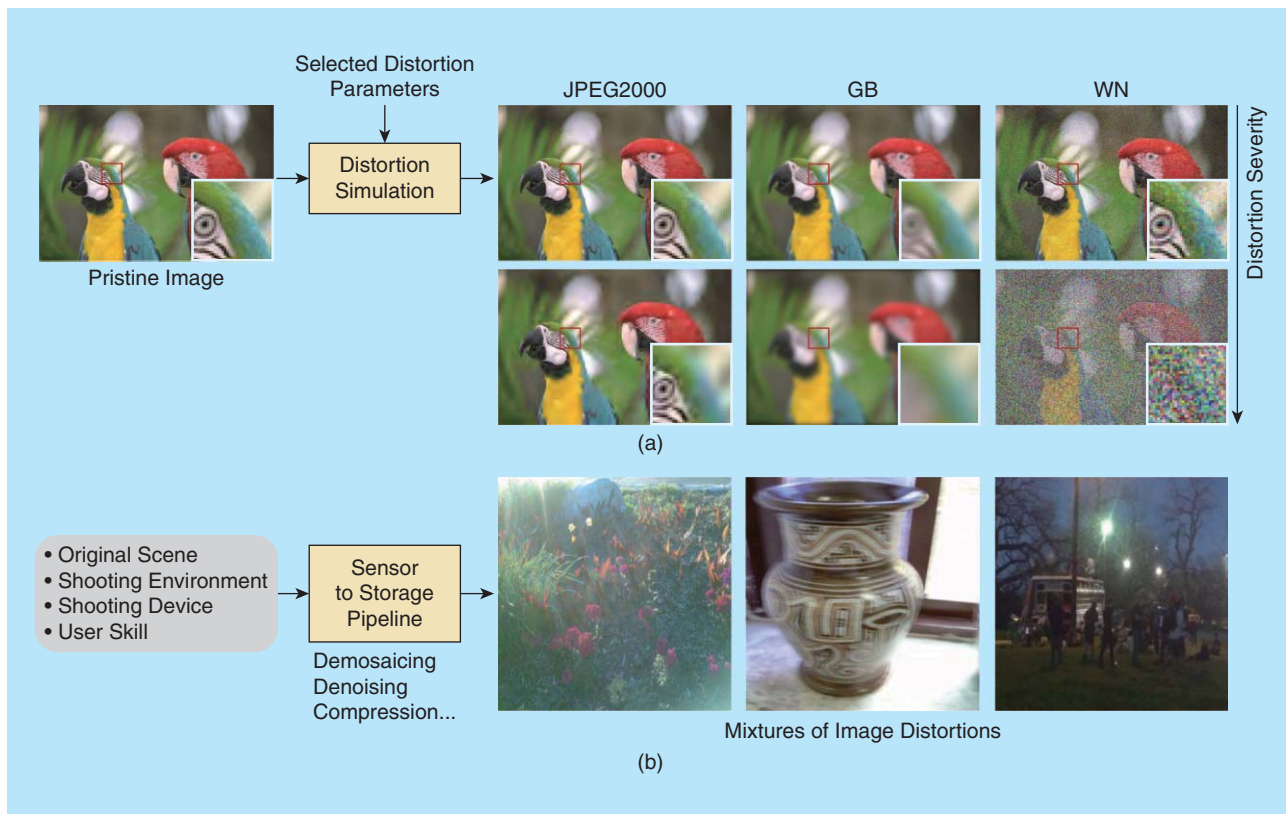 Selected Distortion
Parameters
JPEG2000
GB
WN
Distortion
Simulation
Pristine Image
Distortion Severity
(a)
• Original Scene
• Shooting Environment
• Shooting Device
• User Skill
Sensor
to Storage
Pipeline
Demosaicing
Denoising
Compression...
Mixtures of Image Distortions
(b)